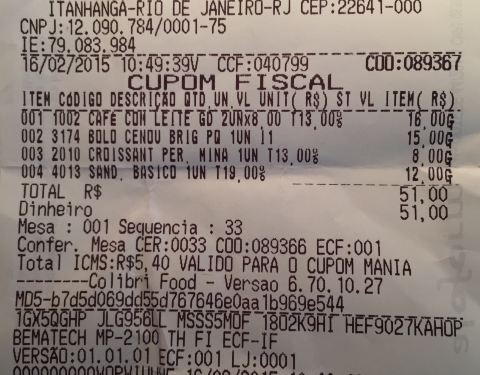 ITANHANGA-RIO DE JANEIRO-RJ CEP:22641-000
CNPJ:12.090.784/0001-75
IE:79.083.984
16/02/2015 10:49:39V CCF:040799 COO:089367
CUPOM FISCAL
ITEM CÓDIGO DESCRIÇÃO QTD.UN.VL UNIT( R$) ST VL ITEM( R$)
001 1002 CAFE COM LEITE GD 2UNx8,00 T13,00% 16,00G
002 3174 BOLO CENOU BRIG PQ 1UN I1 15,00G
003 2010 CROISSANT PER. MINA 1UN T13,00% 8,00G
004 4013 SAND. BASICO 1UN T19,00% 12,00G
TOTAL R$ 51,00
Dinheiro 51,00
Mesa : 001 Sequencia : 33
Confer. Mesa CER:0033 COO:089366 ECF:001
Total ICMS:R$5,40 VALIDO PARA O CUPOM MANIA
--------Colibri Food - Versao 6.70.10.27
MD5-b7d5d069dd55d767646e0aa1b969e544
1GX5QGHP JLG956LL MSSS5MOF 1802K9HI HEF9027KAHOP
BEMATECH MP-2100 TH FI ECF-IF
VERSÃO:01.01.01 ECF:001 LJ:0001